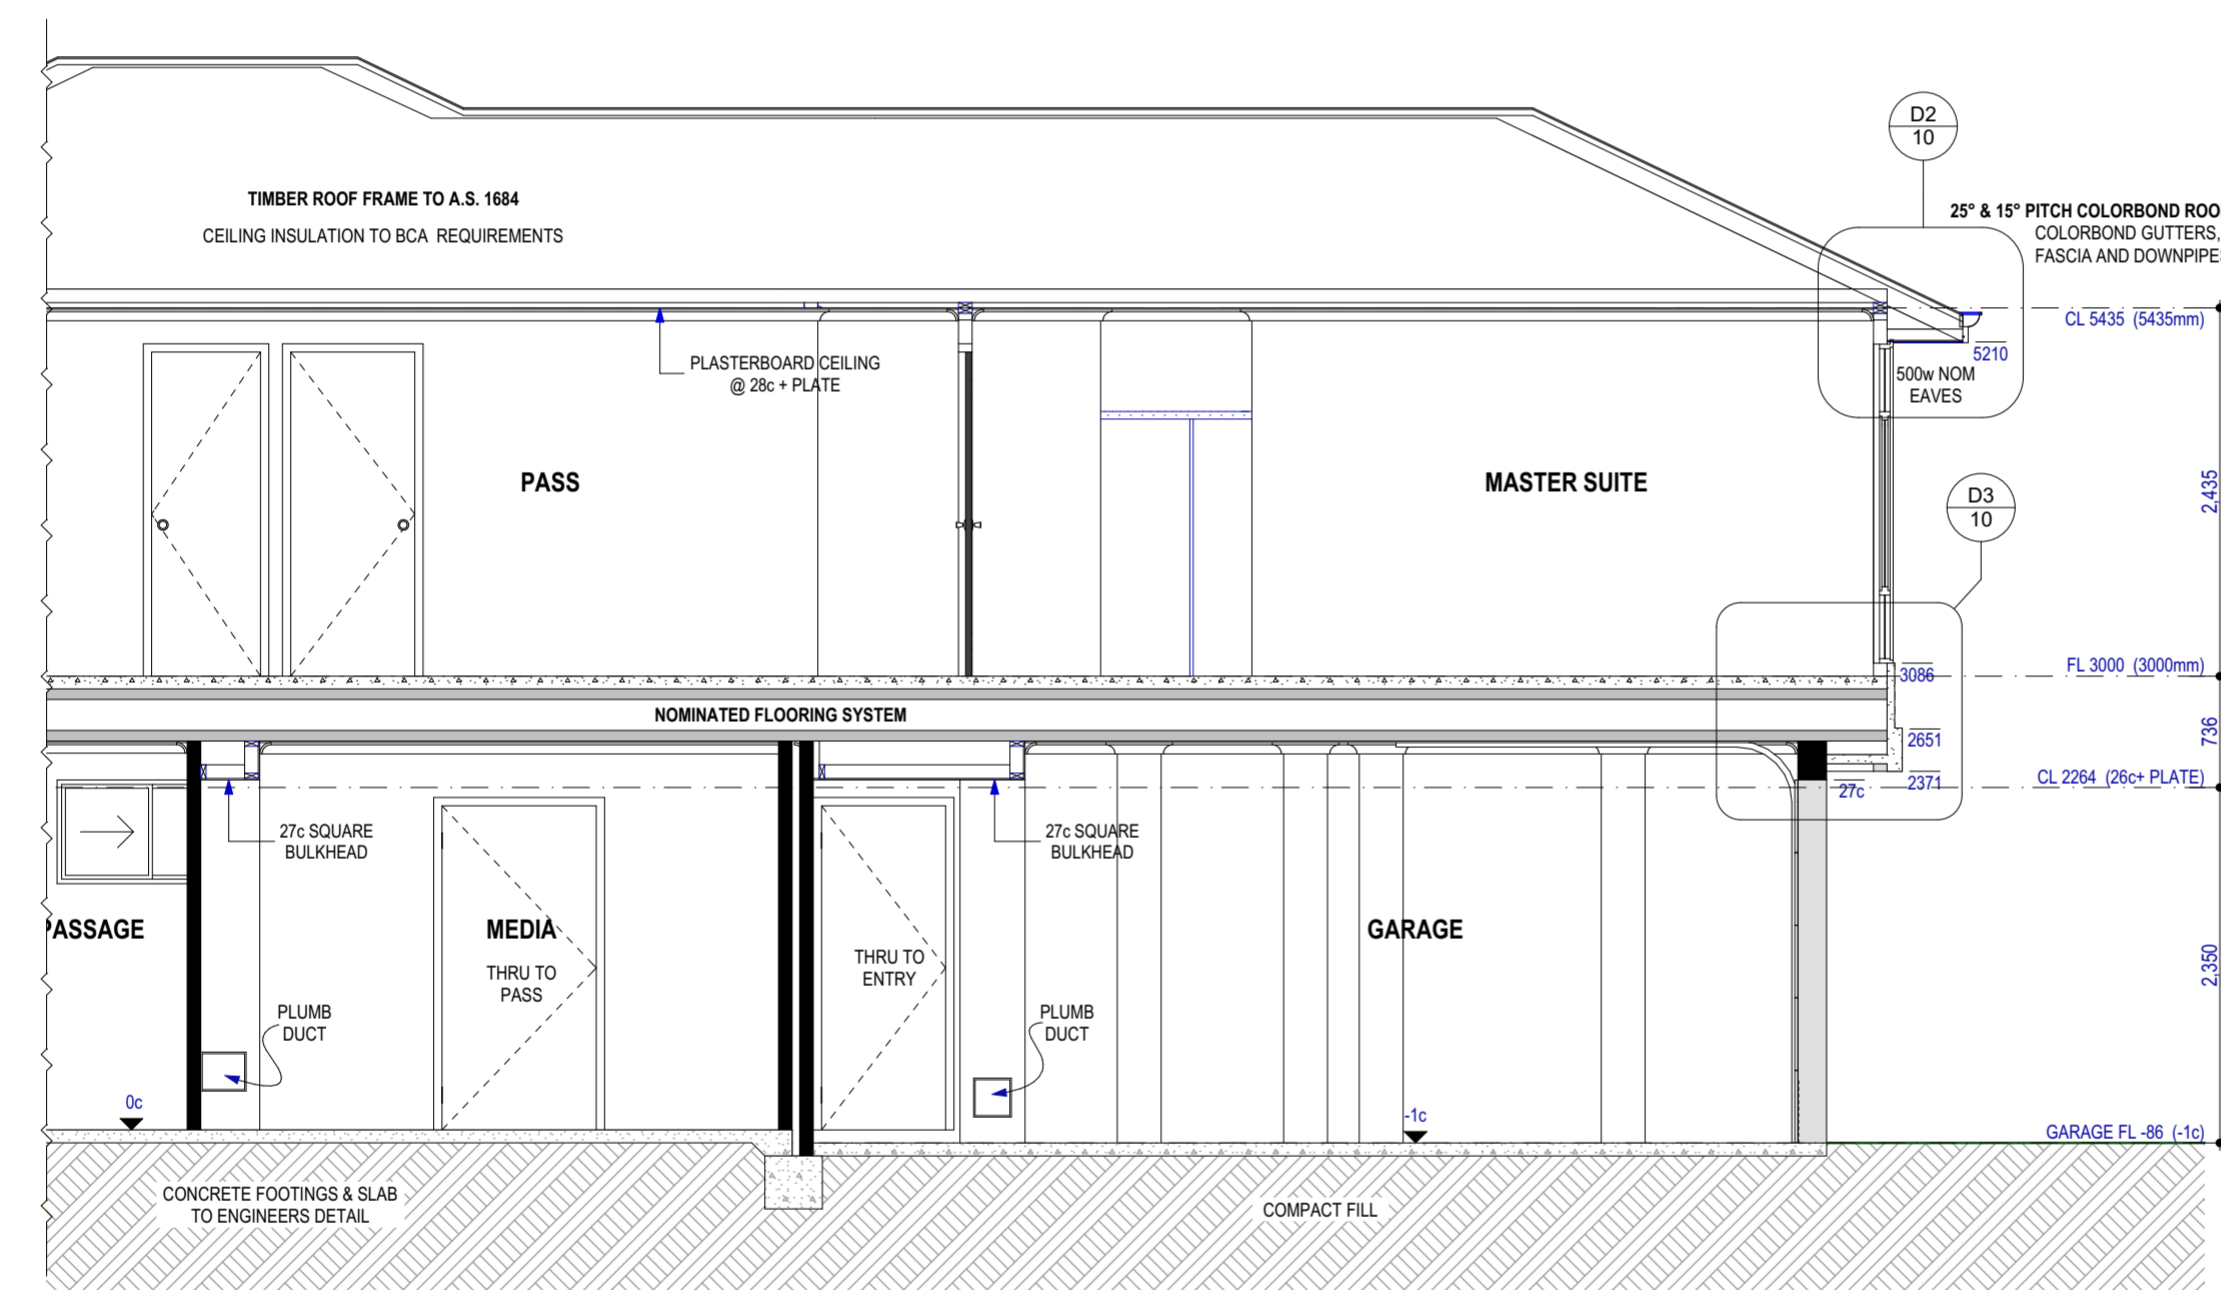 D2
10
TIMBER ROOF FRAME TO A.S. 1684
CEILING INSULATION TO BCA REQUIREMENTS
25° & 15° PITCH COLORBOND ROO
COLORBOND GUTTERS,
FASCIA AND DOWNPIPE
CL 5435 (5435mm)
5210
PLASTERBOARD CEILING
@ 28c + PLATE
500w NOM
EAVES
PASS
MASTER SUITE
D3
10
2,435
FL 3000 (3000mm)
3086
NOMINATED FLOORING SYSTEM
2651
736
CL 2264 (26c+ PLATE)
2371
27c
27c SQUARE
BULKHEAD
27c SQUARE
BULKHEAD
PASSAGE
MEDIA
THRU TO
PASS
THRU TO
ENTRY
GARAGE
2,350
PLUMB
DUCT
PLUMB
DUCT
0c
-1c
GARAGE FL -86 (-1c)
CONCRETE FOOTINGS & SLAB
TO ENGINEERS DETAIL
COMPACT FILL